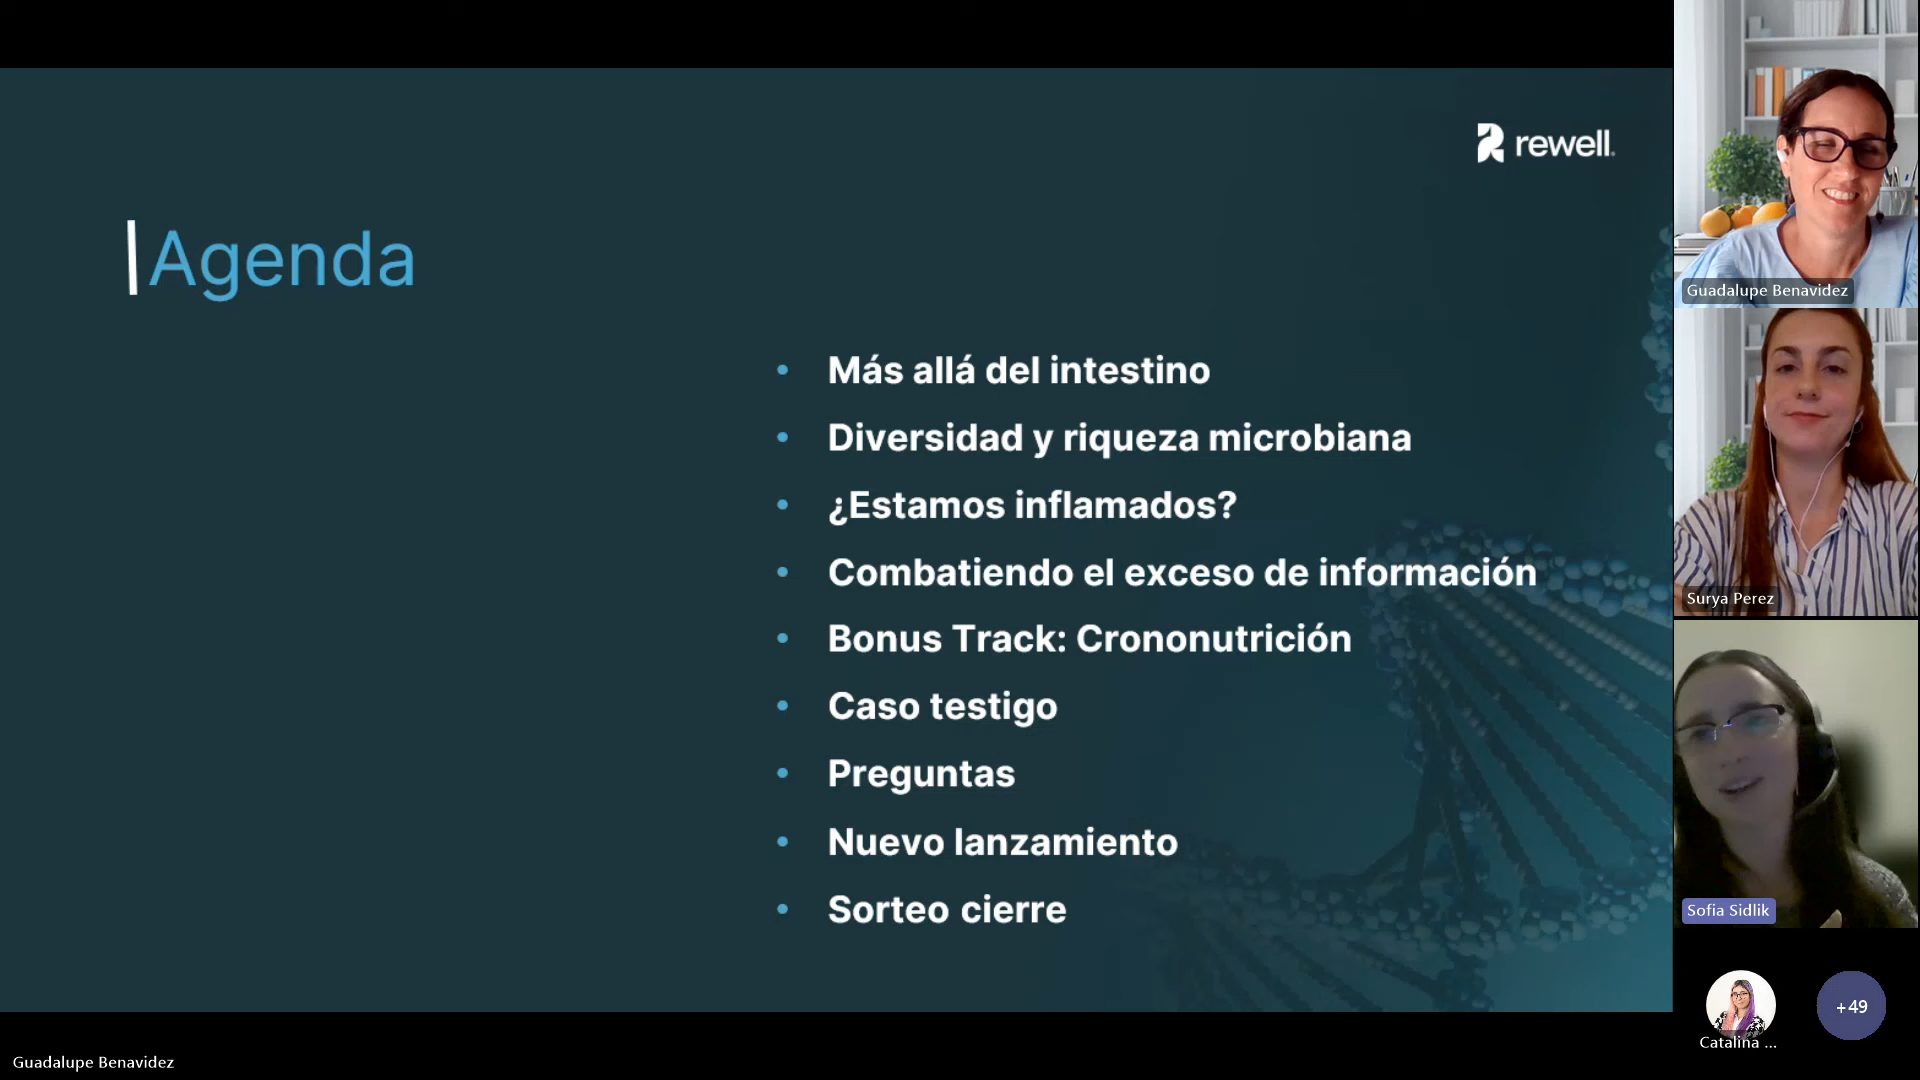 rewell.
Agenda
Más allá del intestino
Diversidad y riqueza microbiana
¿Estamos inflamados?
Combatiendo el exceso de información
Bonus Track: Crononutrición
Caso testigo
Preguntas
Nuevo lanzamiento
Sorteo cierre
Guadalupe Benavidez
Surya Perez
Sofia Sidlik
Catalina ...
+49
Guadalupe Benavidez